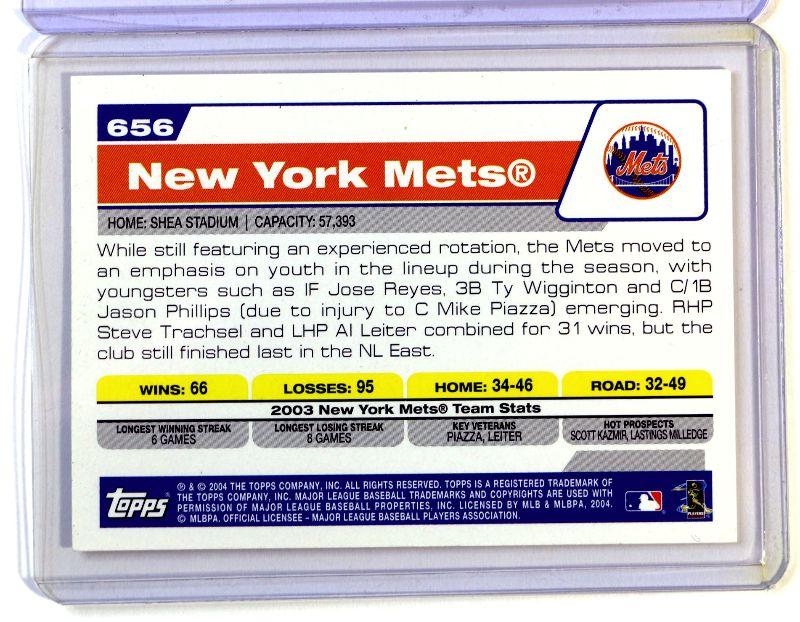 656
New York Mets®
Mets
HOME: SHEA STADIUM | CAPACITY: 57,393
While still featuring an experienced rotation, the Mets moved to
an emphasis on youth in the lineup during the season, with
youngsters such as IF Jose Reyes, 3B Ty Wigginton and C/1B
Jason Phillips (due to injury to C Mike Piazza) emerging. RHP
Steve Trachsel and LHP Al Leiter combined for 31 wins, but the
club still finished last in the NL East.
WINS: 66 LOSSES: 95 HOME: 34-46 ROAD: 32-49
2003 New York Mets® Team Stats
LONGEST WINNING STREAK LONGEST LOSING STREAK KEY VETERANS HOT PROSPECTS
6 GAMES 8 GAMES PIAZZA, LEITER SCOTT KAZMIR, LASTINGS MILLEDGE
topps
® & © 2004 THE TOPPS COMPANY, INC. ALL RIGHTS RESERVED. TOPPS IS A REGISTERED TRADEMARK OF
THE TOPPS COMPANY, INC. MAJOR LEAGUE BASEBALL TRADEMARKS AND COPYRIGHTS ARE USED WITH
PERMISSION OF MAJOR LEAGUE BASEBALL PROPERTIES, INC. LICENSED BY MLB & MLBPA, 2004.
© MLBPA. OFFICIAL LICENSEE – MAJOR LEAGUE BASEBALL PLAYERS ASSOCIATION.
PLAYERS